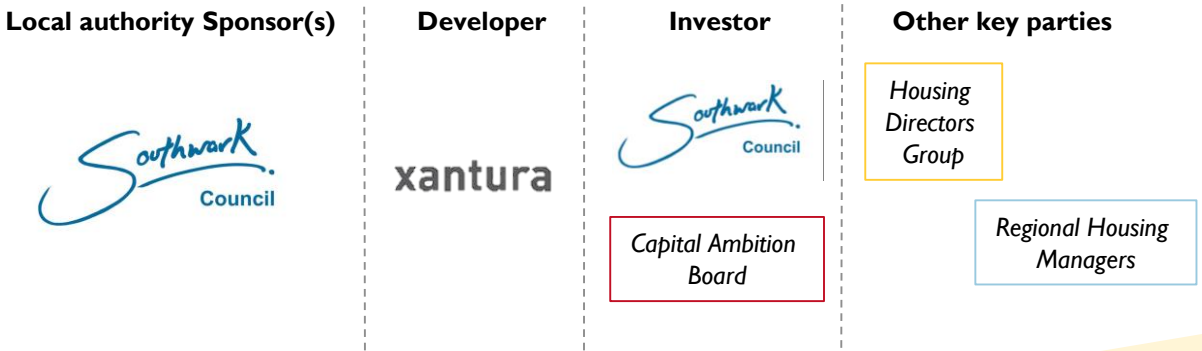 Local authority Sponsor(s)
Developer
Investor
Other key parties
Southwark
Council
xantura
Southwark
Council
Capital Ambition
Board
Housing
Directors
Group
Regional Housing
Managers